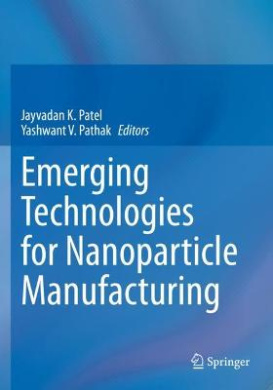 Jayvadan K. Patel
Yashwant V. Pathak Editors
Emerging
Technologies
for Nanoparticle
Manufacturing
Springer